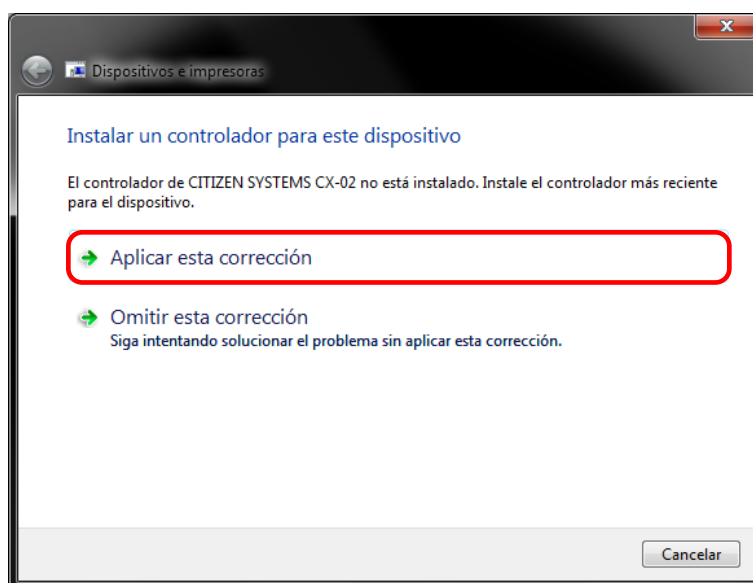 Dispositivos e impresoras
Instalar un controlador para este dispositivo
El controlador de CITIZEN SYSTEMS CX-02 no está instalado. Instale el controlador más reciente
para el dispositivo.
Aplicar esta corrección
Omitir esta corrección
Siga intentando solucionar el problema sin aplicar esta corrección.
Cancelar